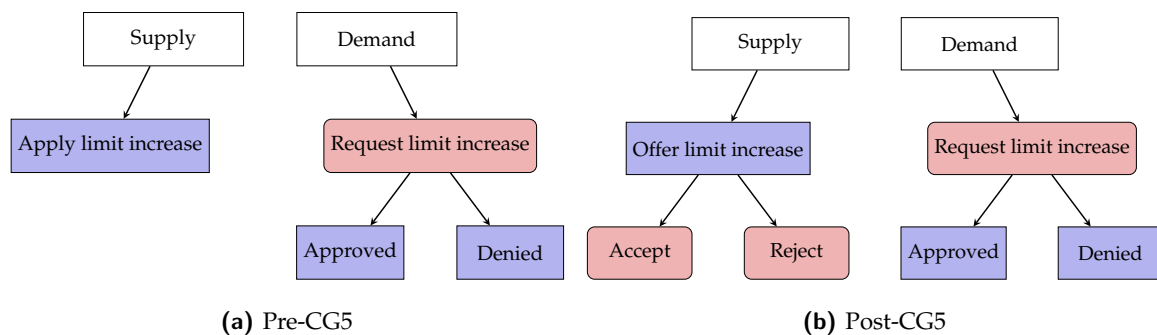 Supply
Demand
Apply limit increase
Request limit increase
Approved
Denied
(a) Pre-CG5
Supply
Demand
Offer limit increase
Request limit increase
Accept
Reject
Approved
Denied
(b) Post-CG5